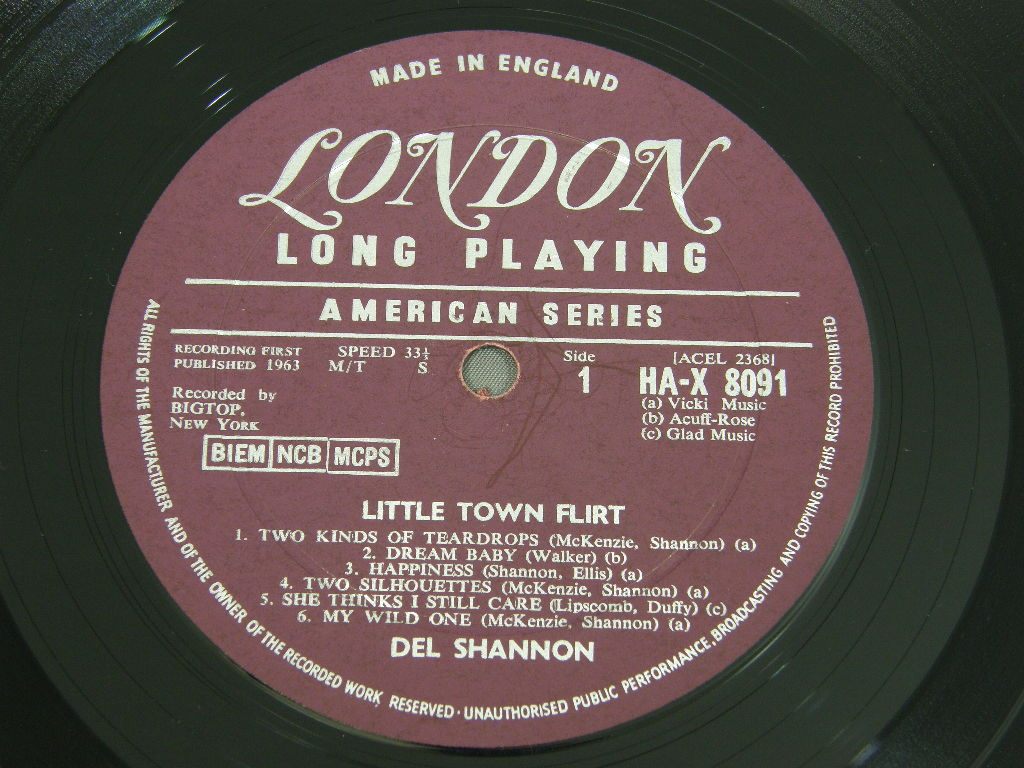 MADE IN ENGLAND
LONDON
LONG PLAYING
AMERICAN SERIES
RECORDING FIRST
PUBLISHED 1963
SPEED 33⅓
M/T S
Side
1
[ACEL 2368]
HA-X 8091
(a) Vicki Music
(b) Acuff-Rose
(c) Glad Music
Recorded by
BIGTOP.
NEW YORK
BIEM NCB MCPS
LITTLE TOWN FLIRT
1. TWO KINDS OF TEARDROPS (McKenzie, Shannon) (a)
2. DREAM BABY (Walker) (b)
3. HAPPINESS (Shannon, Ellis) (a)
4. TWO SILHOUETTES (McKenzie, Shannon) (a)
5. SHE THINKS I STILL CARE (Lipscomb, Duffy) (c)
6. MY WILD ONE (McKenzie, Shannon) (a)
DEL SHANNON
ALL RIGHTS OF THE MANUFACTURER AND OF THE OWNER OF THE RECORDED WORK RESERVED · UNAUTHORISED PUBLIC PERFORMANCE, BROADCASTING AND COPYING OF THIS RECORD PROHIBITED